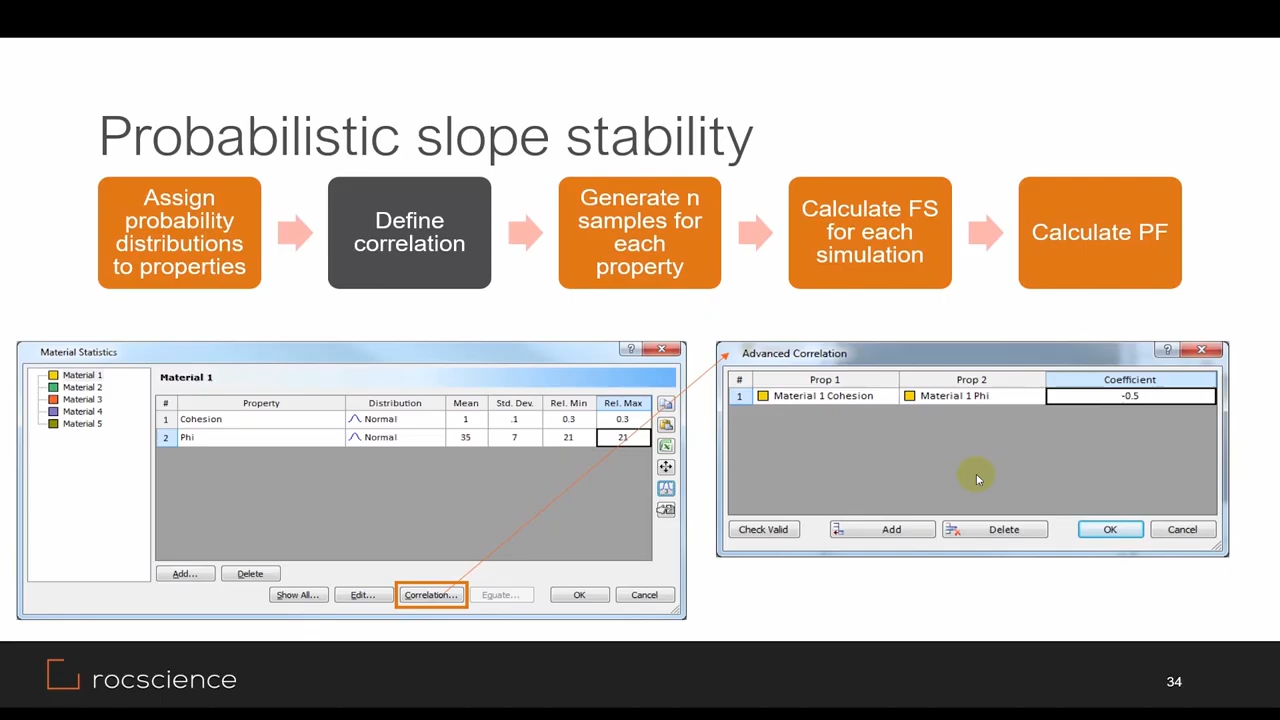 Probabilistic slope stability
Assign
probability
distributions
to properties
Define
correlation
Generate n
samples for
each
property
Calculate FS
for each
simulation
Calculate PF
Material Statistics
?
Material 1
Material 2
Material 3
Material 4
Material 5
Material 1
# Property Distribution Mean Std. Dev. Rel. Min Rel. Max
1 Cohesion Normal 1 .1 0.3 0.3
2 Phi Normal 35 7 21 21
Add... Delete
Show All... Edit... Correlation... Equate... OK Cancel
Advanced Correlation
?
# Prop 1 Prop 2 Coefficient
1 Material 1 Cohesion Material 1 Phi -0.5
Check Valid Add Delete OK Cancel
rocscience
34